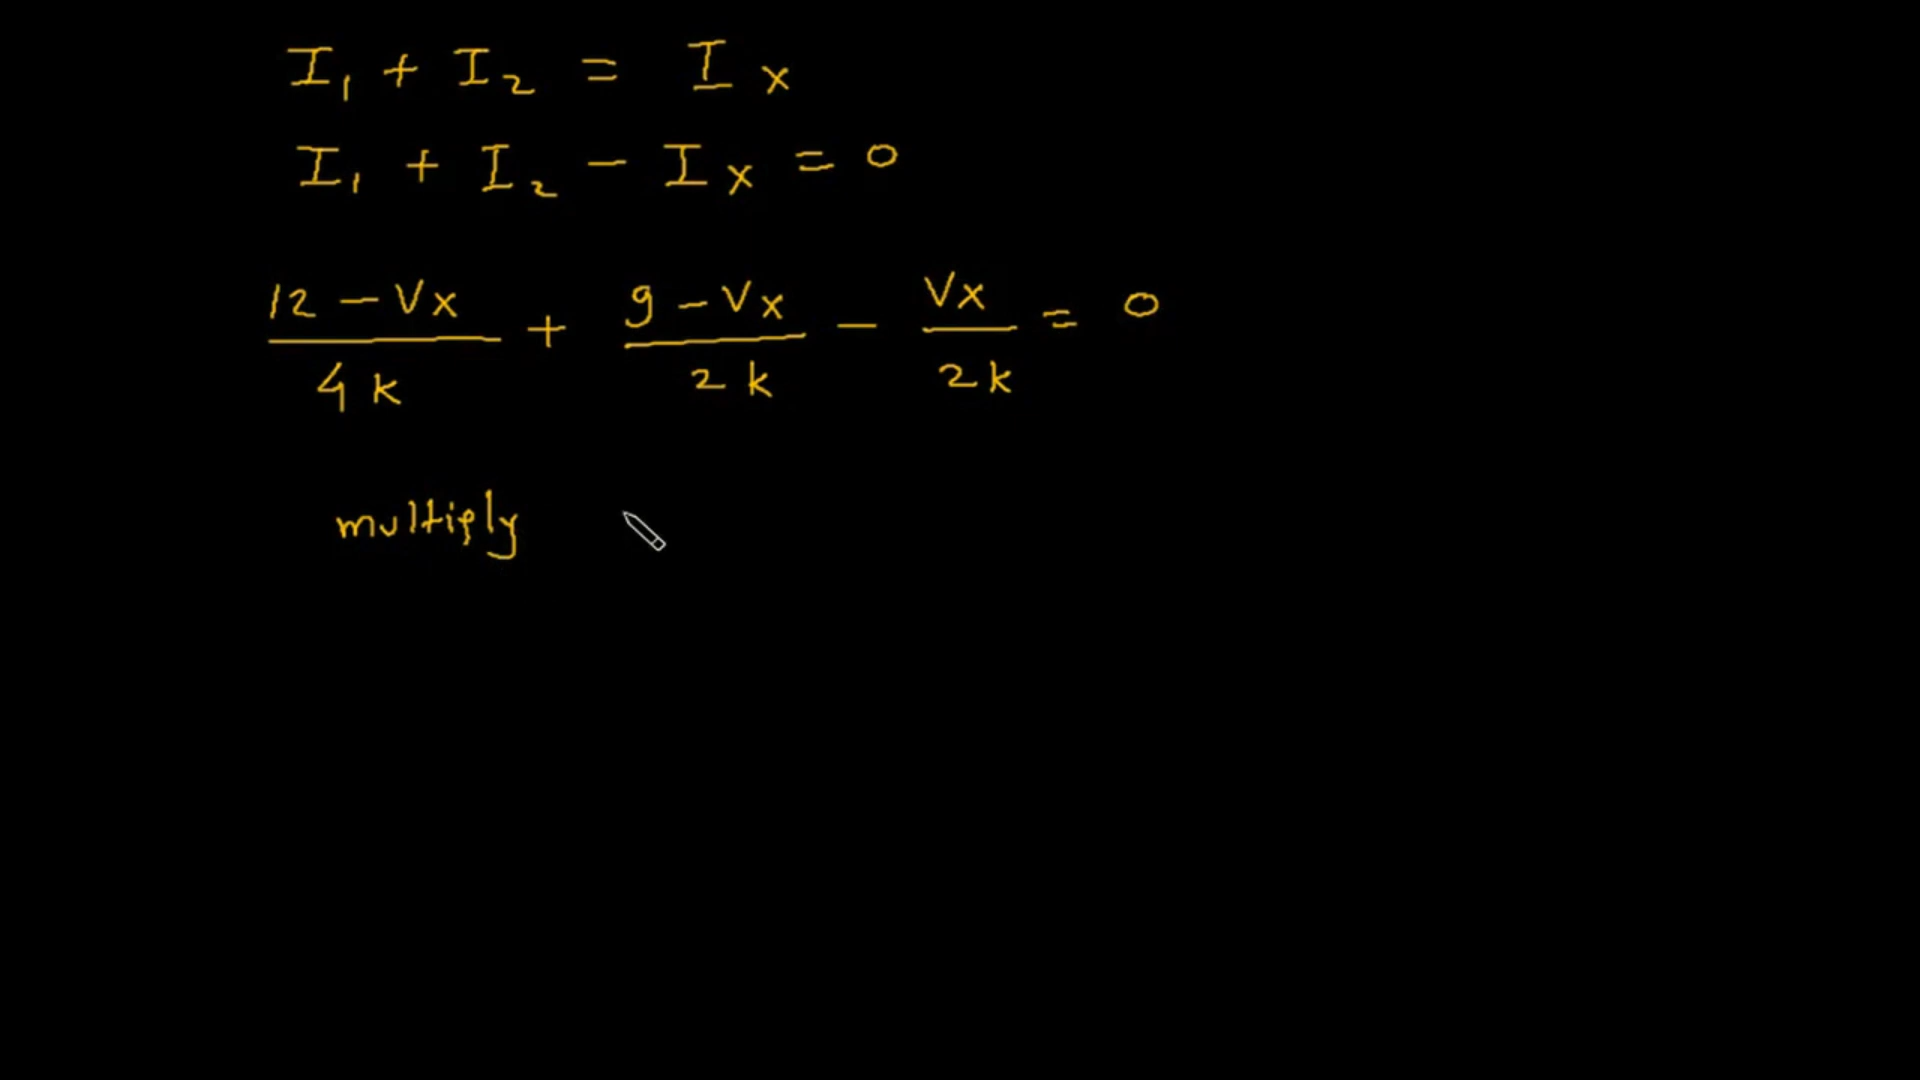 I₁ + I₂ = Iₓ
I₁ + I₂ - Iₓ = 0
(12 - Vx)/4k + (9 - Vx)/2k - Vx/2k = 0
multiply